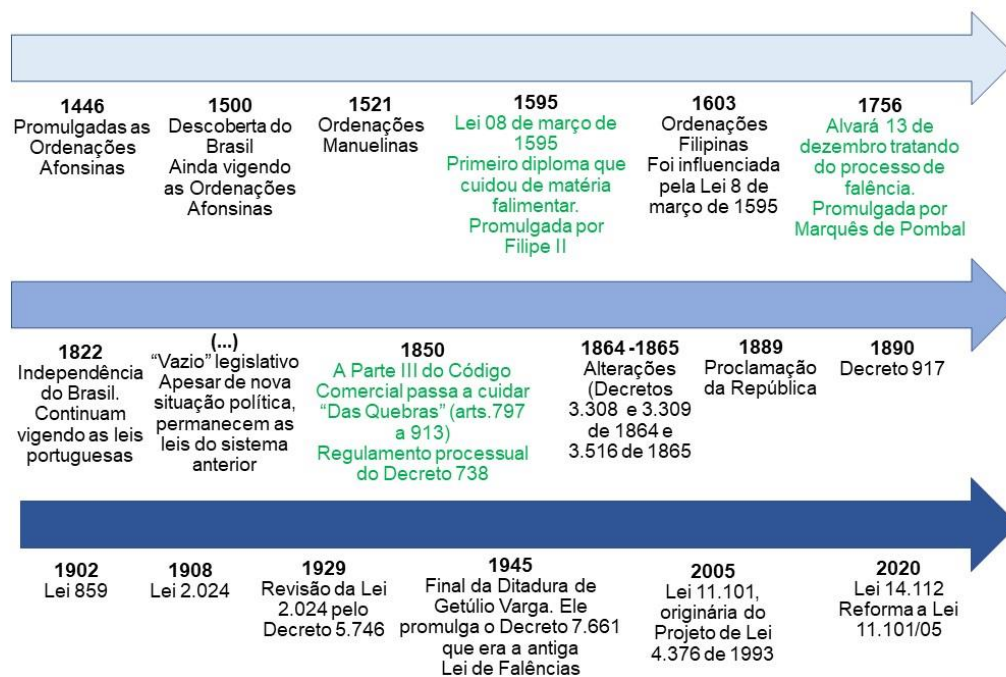 1446
Promulgadas as
Ordenações
Afonsinas
1500
Descoberta do
Brasil
Ainda vigendo
as Ordenações
Afonsinas
1521
Ordenações
Manuelinas
1595
Lei 08 de março de
1595
Primeiro diploma que
cuidou de matéria
falimentar.
Promulgada por
Filipe II
1603
Ordenações
Filipinas
Foi influenciada
pela Lei 8 de
março de 1595
1756
Alvará 13 de
dezembro tratando
do processo de
falência.
Promulgada por
Marquês de Pombal
1822
Independência
do Brasil.
Continuam
vigendo as leis
portuguesas
(...)
“Vazio” legislativo
Apesar de nova
situação política,
permanecem as
leis do sistema
anterior
1850
A Parte III do Código
Comercial passa a cuidar
“Das Quebras” (arts.797
a 913)
Regulamento processual
do Decreto 738
1864 -1865
Alterações
(Decretos
3.308 e 3.309
de 1864 e
3.516 de 1865
1889
Proclamação
da República
1890
Decreto 917
1902
Lei 859
1908
Lei 2.024
1929
Revisão da Lei
2.024 pelo
Decreto 5.746
1945
Final da Ditadura de
Getúlio Varga. Ele
promulga o Decreto 7.661
que era a antiga
Lei de Falências
2005
Lei 11.101,
originária do
Projeto de Lei
4.376 de 1993
2020
Lei 14.112
Reforma a Lei
11.101/05